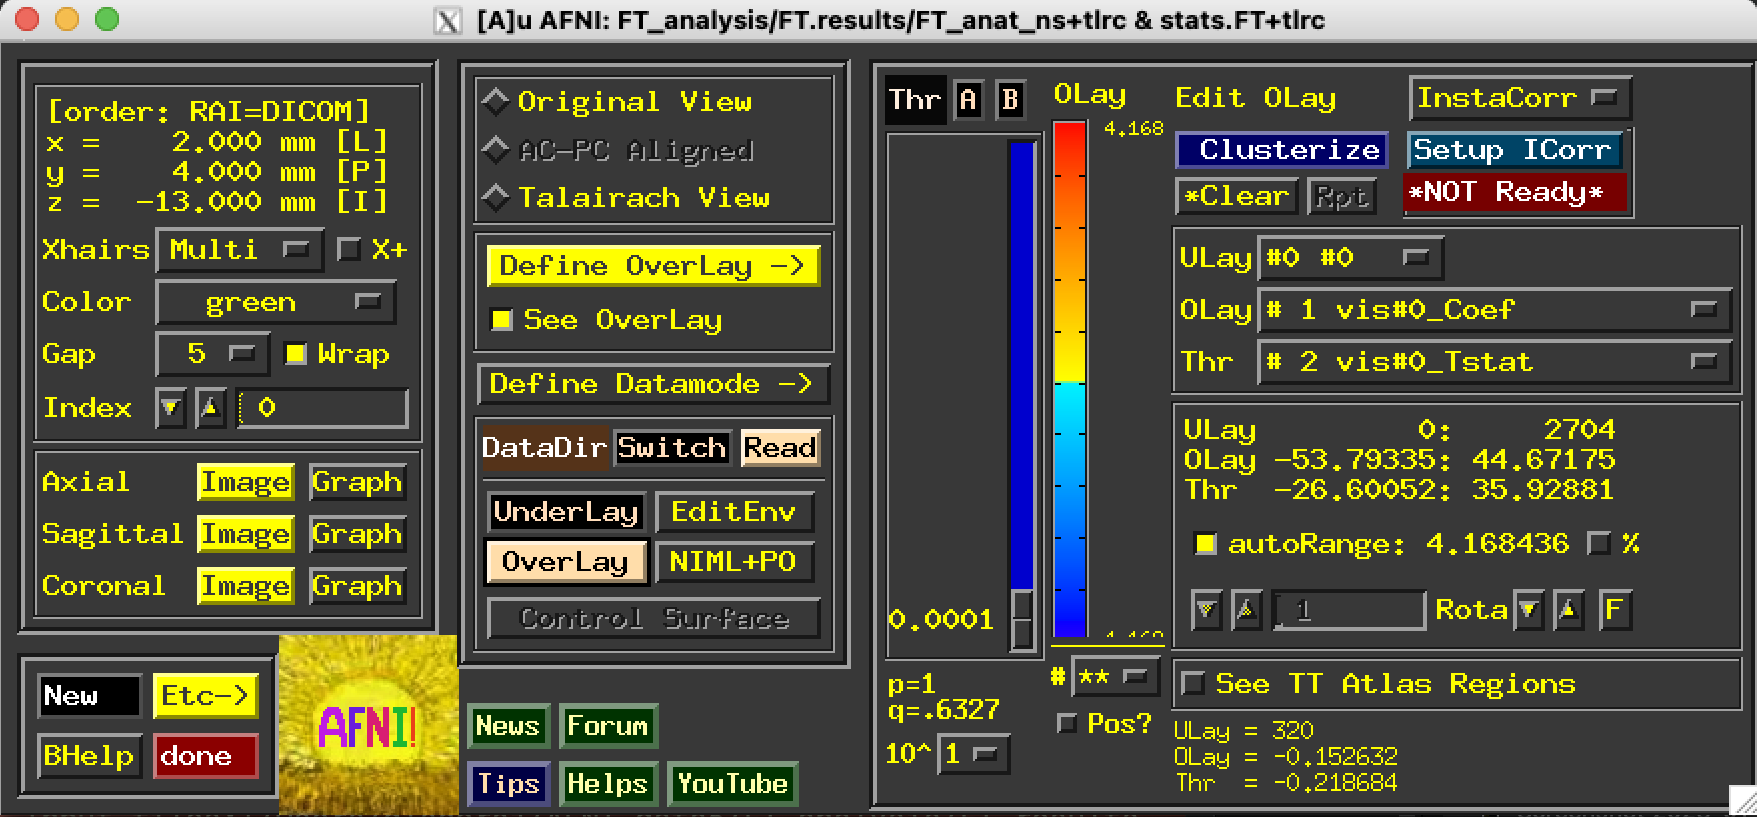 [A]u AFNI: FT_analysis/FT.results/FT_anat_ns+tlrc & stats.FT+tlrc
[order: RAI=DICOM]
x = 2.000 mm [L]
y = 4.000 mm [P]
z = -13.000 mm [I]
Xhairs Multi X+
Color green
Gap 5 Wrap
Index 0
Axial Image Graph
Sagittal Image Graph
Coronal Image Graph
New Etc->
BHelp done
AFNI!
Original View
AC-PC Aligned
Talairach View
Define OverLay ->
See OverLay
Define Datamode ->
DataDir Switch Read
UnderLay EditEnv
OverLay NIML+PO
Control Surface
News Forum
Tips Helps YouTube
Thr A B
0.0001
p=1
q=.6327
10^ 1
OLay
4.168
# **
Pos?
Edit OLay InstaCorr
Clusterize Setup ICorr
*Clear Rpt *NOT Ready*
ULay #0 #0
OLay # 1 vis#0_Coef
Thr # 2 vis#0_Tstat
ULay 0: 2704
OLay -53.79335: 44.67175
Thr -26.60052: 35.92881
autoRange: 4.168436 %
1 Rota F
See TT Atlas Regions
ULay = 320
OLay = -0.152632
Thr = -0.218684